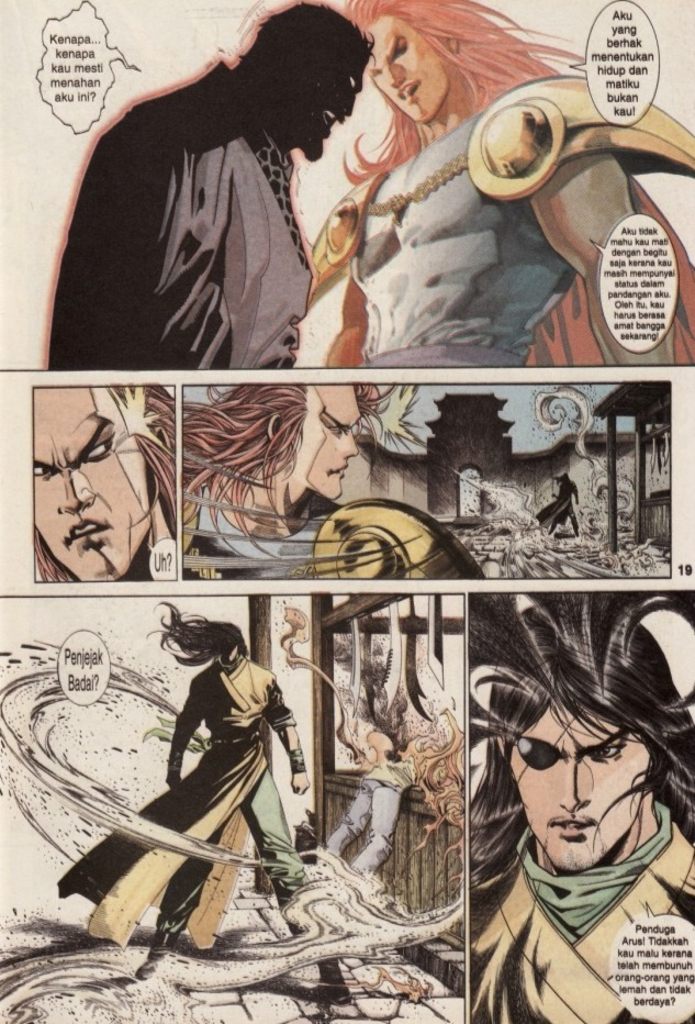 Kenapa...
kenapa
kau mesti
menahan
aku ini?
Aku
yang
berhak
menentukan
hidup dan
matiku
bukan
kau!
Aku tidak
mahu kau mati
dengan begitu
saja kerana kau
masih mempunyai
status dalam
pandangan aku.
Oleh itu, kau
harus berasa
amat bangga
sekarang!
Uh?
19
Penjejak
Badai?
Penduga
Arus! Tidakkah
kau malu kerana
telah membunuh
orang-orang yang
lemah dan tidak
berdaya?